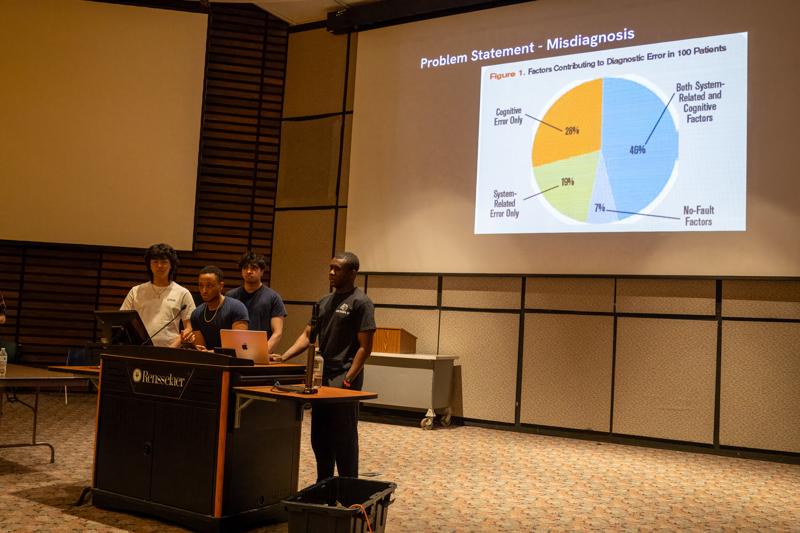 Problem Statement - Misdiagnosis
Figure 1. Factors Contributing to Diagnostic Error in 100 Patients
Cognitive
Error Only
28%
Both System-
Related and
Cognitive
Factors
46%
System-
Related
Error Only
19%
7%
No-Fault
Factors
Rensselaer